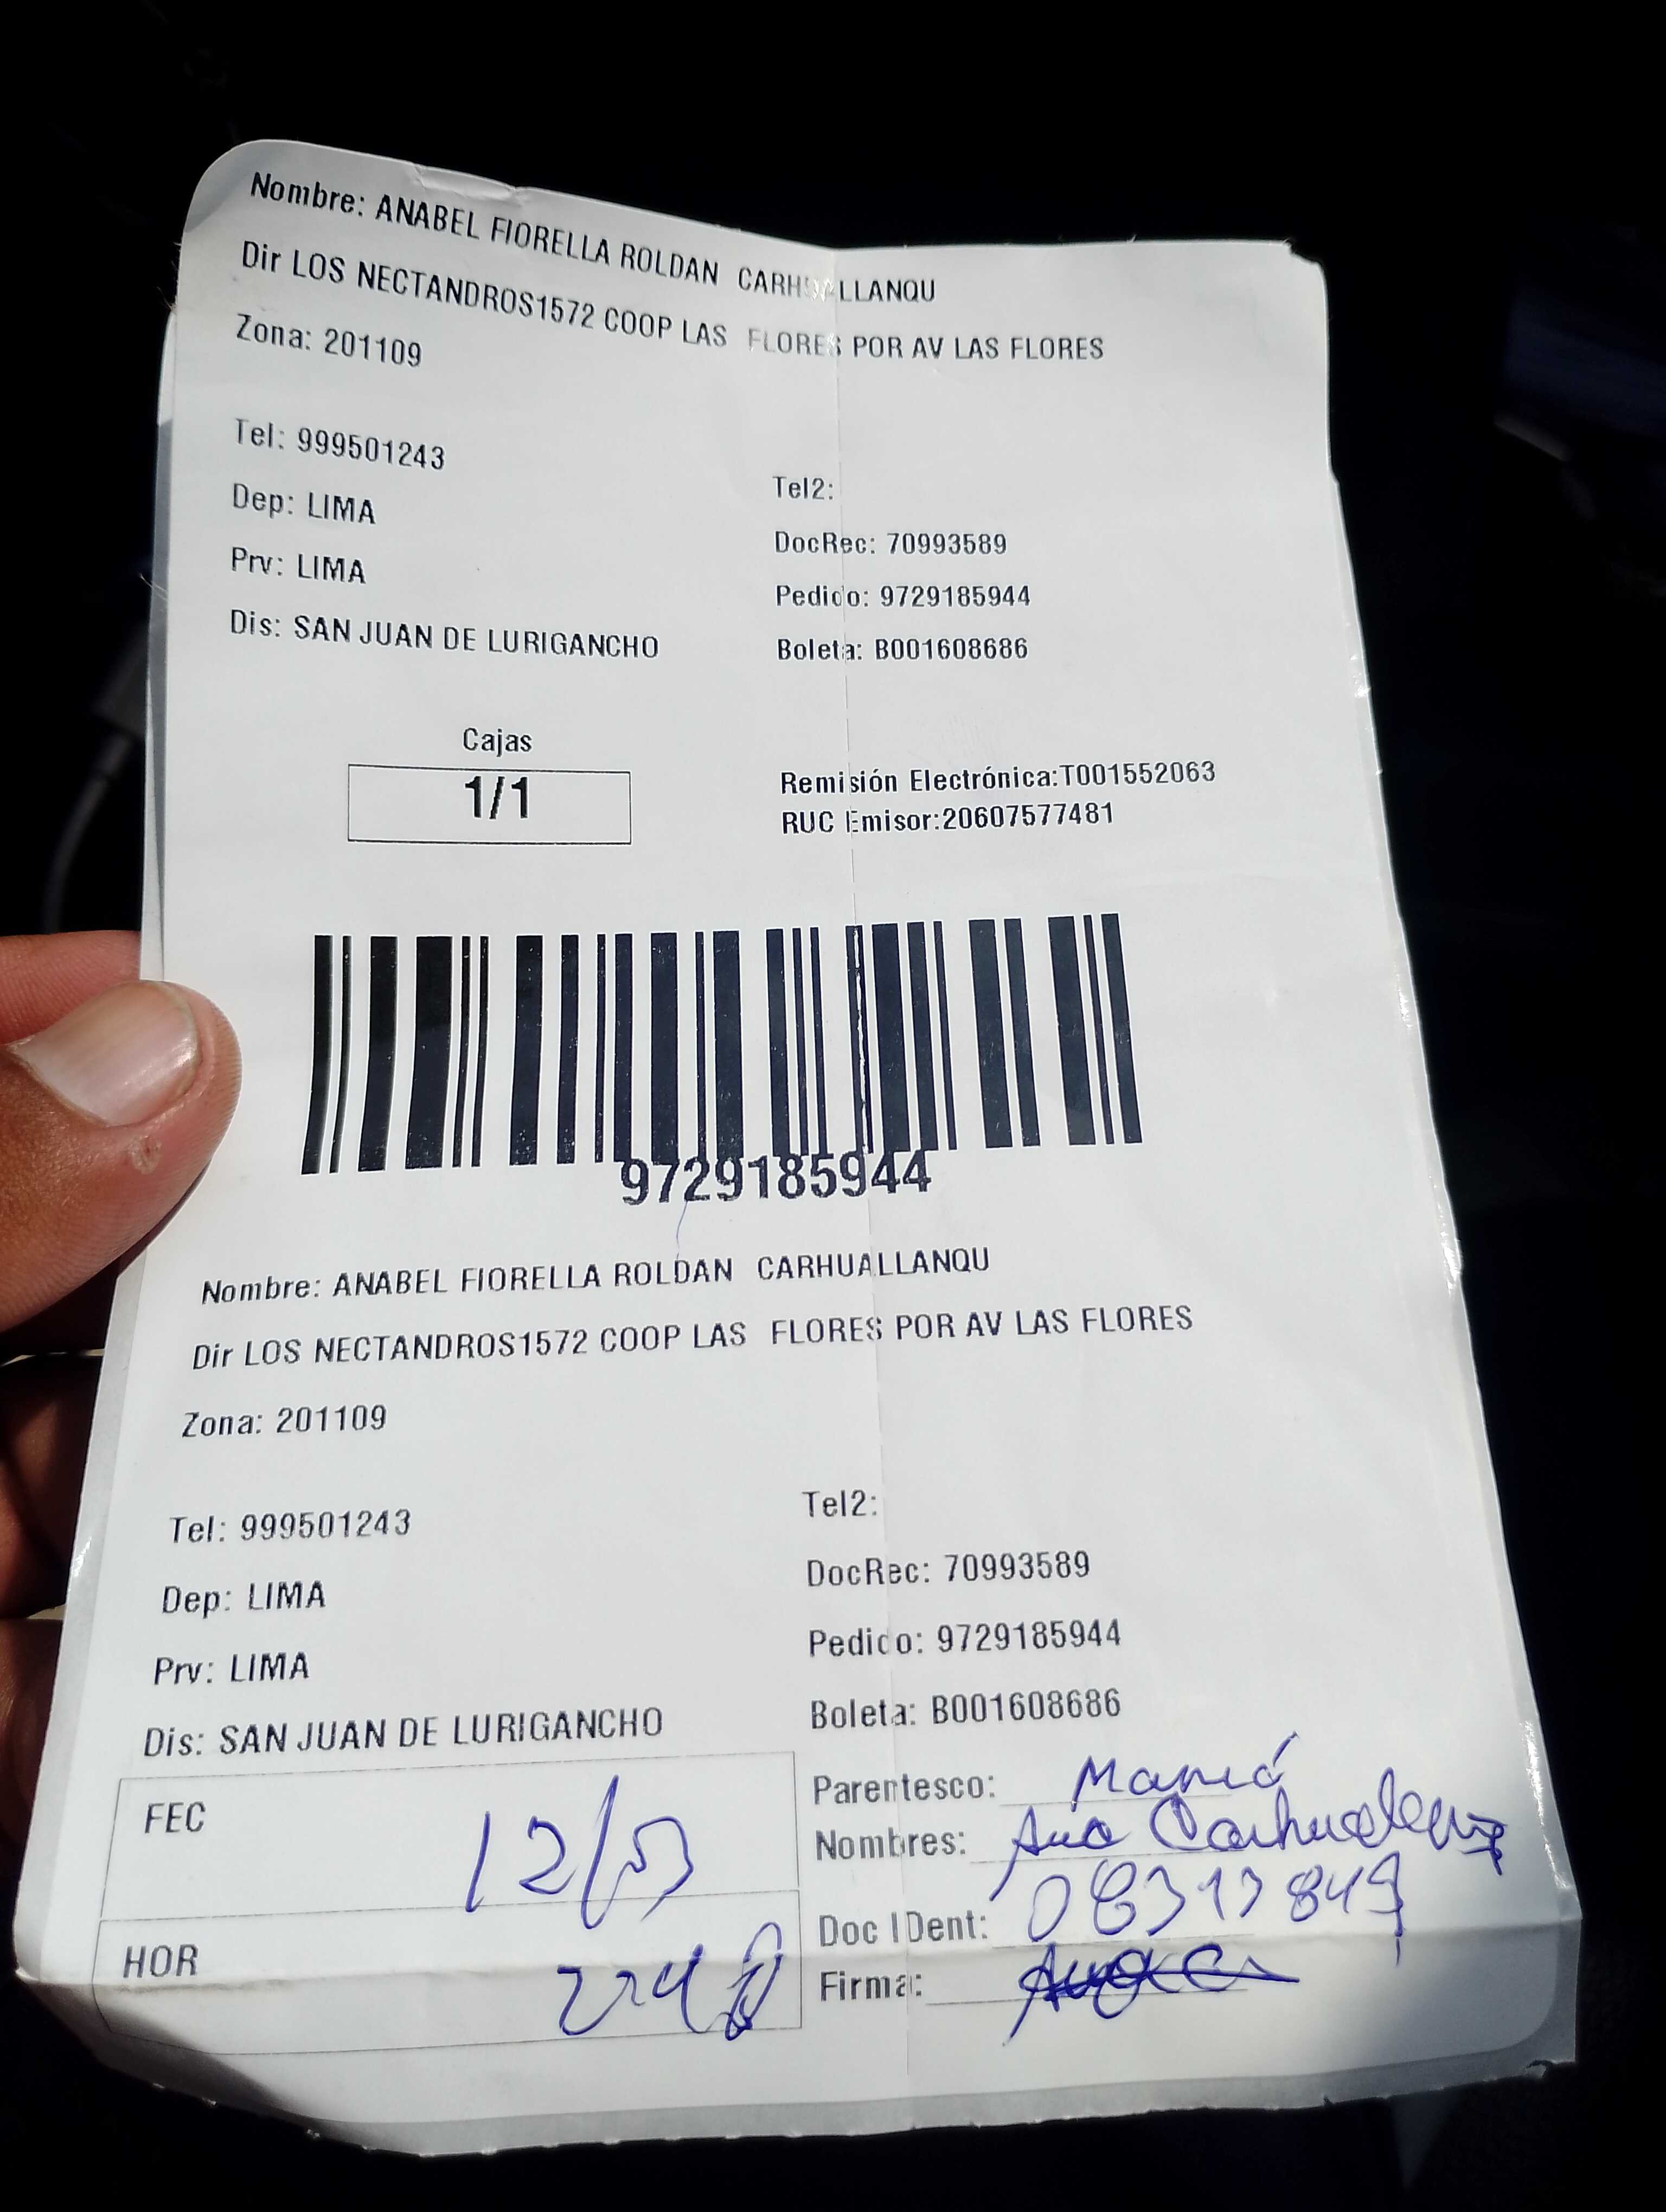 Nombre: ANABEL FIORELLA ROLDAN CARHUALLANQU
Dir LOS NECTANDROS1572 COOP LAS FLORES POR AV LAS FLORES
Zona: 201109
Tel: 999501243
Tel2:
Dep: LIMA
DocRec: 70993589
Prv: LIMA
Pedido: 9729185944
Dis: SAN JUAN DE LURIGANCHO
Boleta: B001608686
Cajas
1/1
Remisión Electrónica:T001552063
RUC Emisor:20607577481
9729185944
Nombre: ANABEL FIORELLA ROLDAN CARHUALLANQU
Dir LOS NECTANDROS1572 COOP LAS FLORES POR AV LAS FLORES
Zona: 201109
Tel: 999501243
Tel2:
Dep: LIMA
DocRec: 70993589
Prv: LIMA
Pedido: 9729185944
Dis: SAN JUAN DE LURIGANCHO
Boleta: B001608686
FEC 12/03
Parentesco: Mamá
Nombres: Ana
Doc IDent:
HOR
Firma: